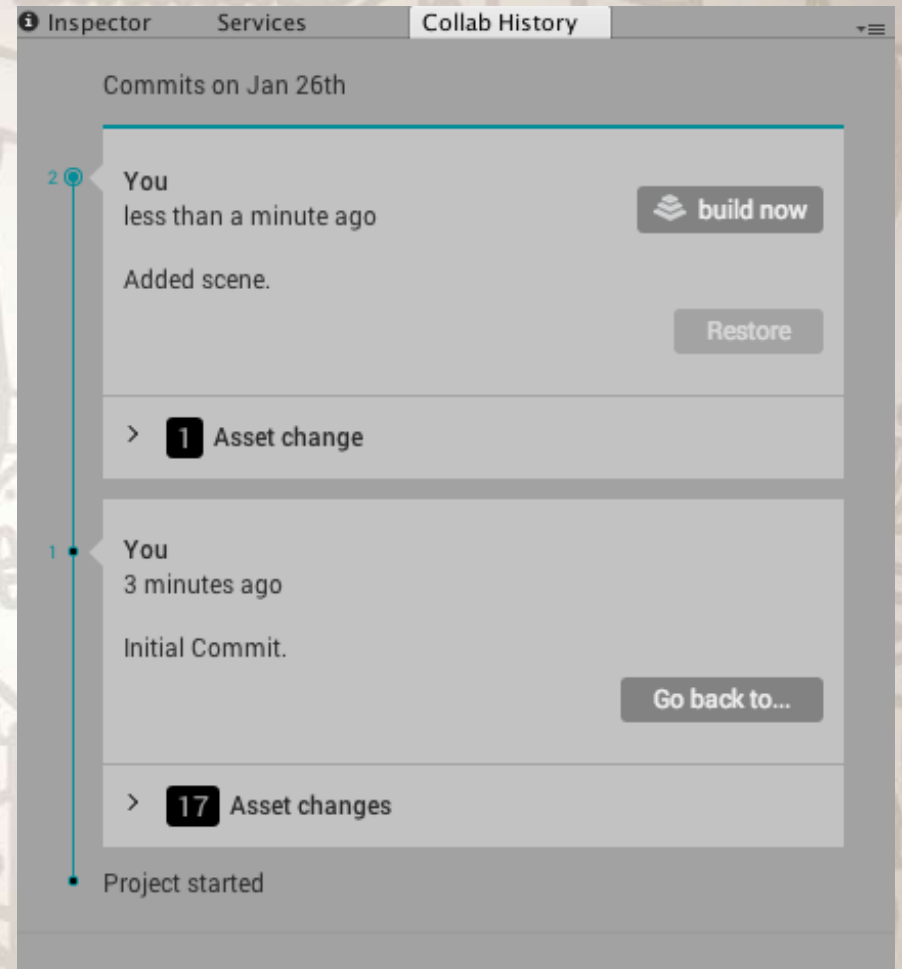 Inspector Services Collab History
Commits on Jan 26th
2
You
less than a minute ago
build now
Added scene.
Restore
1 Asset change
1
You
3 minutes ago
Initial Commit.
Go back to...
17 Asset changes
Project started